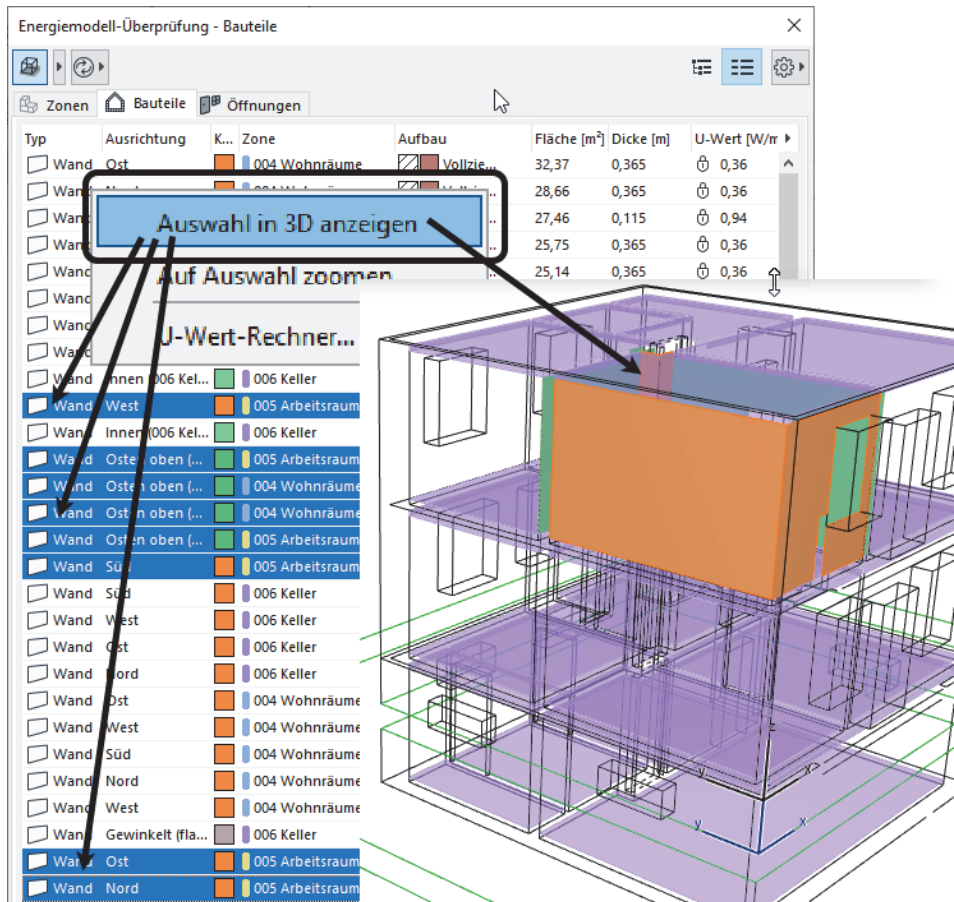 Energiemodell-Überprüfung - Bauteile
Zonen Bauteile Öffnungen
Typ Ausrichtung K... Zone Aufbau Fläche [m²] Dicke [m] U-Wert [W/m
Wand Ost 004 Wohnräume Vollzie... 32,37 0,365 0,36
Wand 28,66 0,365 0,36
Auswahl in 3D anzeigen
Wand 27,46 0,115 0,94
Wand 25,75 0,365 0,36
Auf Auswahl zoomen
Wand 25,14 0,365 0,36
Wand
U-Wert-Rechner...
Wand
Wand
Wand Innen (006 Kel... 006 Keller
Wand West 005 Arbeitsraum
Wand Innen (006 Kel... 006 Keller
Wand Osten oben (... 005 Arbeitsraum
Wand Osten oben (... 004 Wohnräume
Wand Osten oben (... 004 Wohnräume
Wand Osten oben (... 005 Arbeitsraum
Wand Süd 005 Arbeitsraum
Wand Süd 006 Keller
Wand West 006 Keller
Wand Ost 006 Keller
Wand Nord 006 Keller
Wand Ost 004 Wohnräume
Wand West 004 Wohnräume
Wand Süd 004 Wohnräume
Wand Nord 004 Wohnräume
Wand West 004 Wohnräume
Wand Gewinkelt (fla... 006 Keller
Wand Ost 005 Arbeitsraum
Wand Nord 005 Arbeitsraum
z
y x
y x